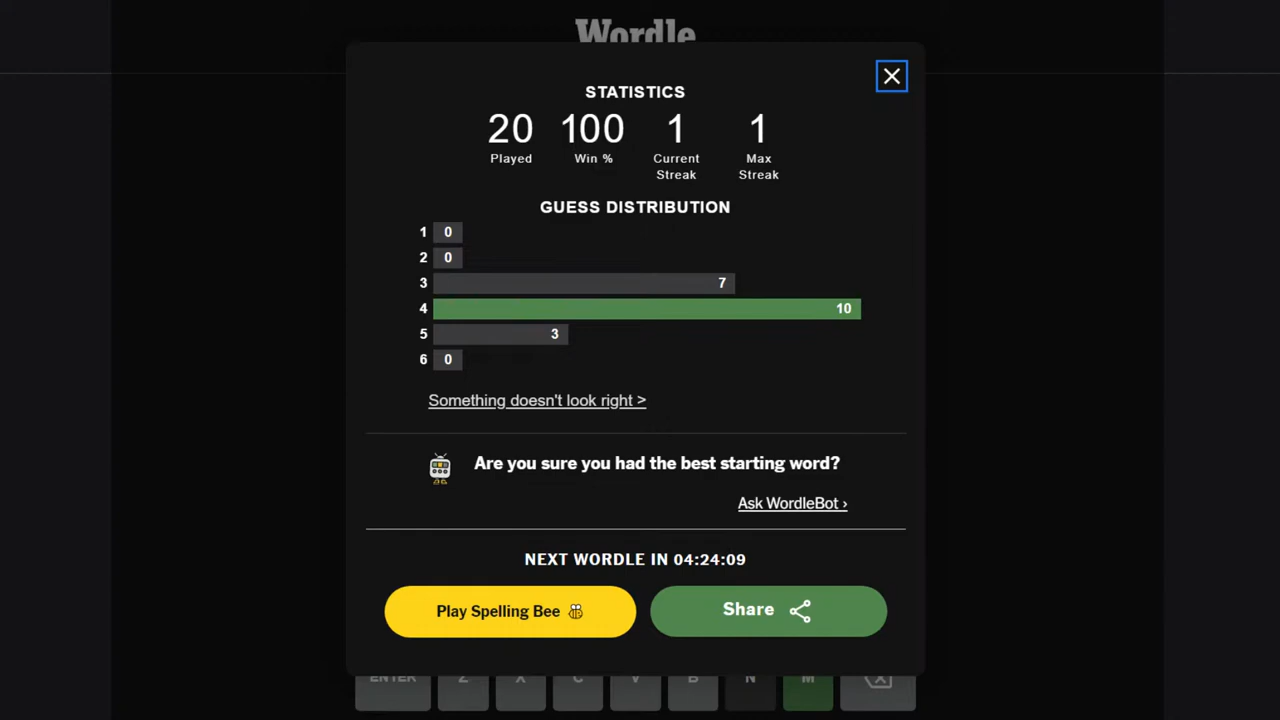 Wordle
STATISTICS
20 100 1 1
Played Win % Current Streak Max Streak
GUESS DISTRIBUTION
1 0
2 0
3 7
4 10
5 3
6 0
Something doesn't look right >
Are you sure you had the best starting word?
Ask WordleBot ›
NEXT WORDLE IN 04:24:09
Play Spelling Bee
Share
ENTER Z X C V B N M